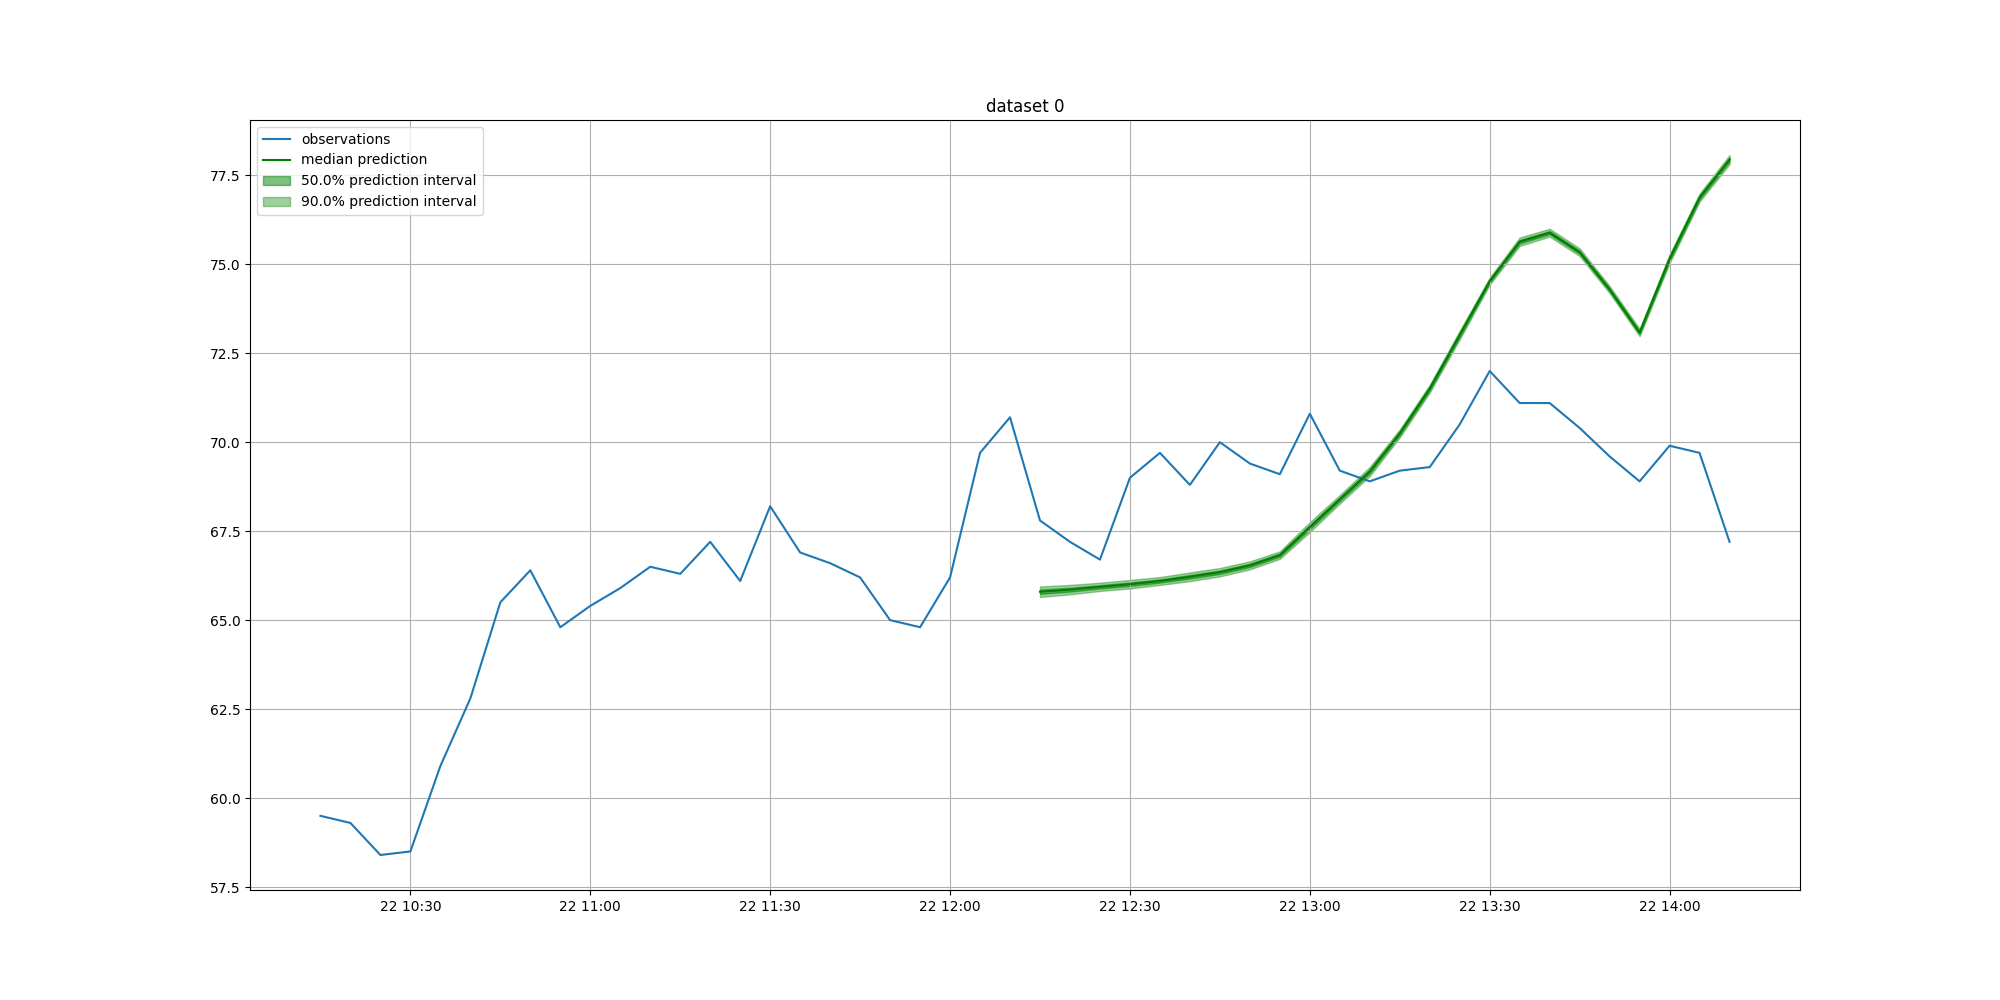 dataset 0
observations
median prediction
50.0% prediction interval
90.0% prediction interval
77.5
75.0
72.5
70.0
67.5
65.0
62.5
60.0
57.5
22 10:30 22 11:00 22 11:30 22 12:00 22 12:30 22 13:00 22 13:30 22 14:00